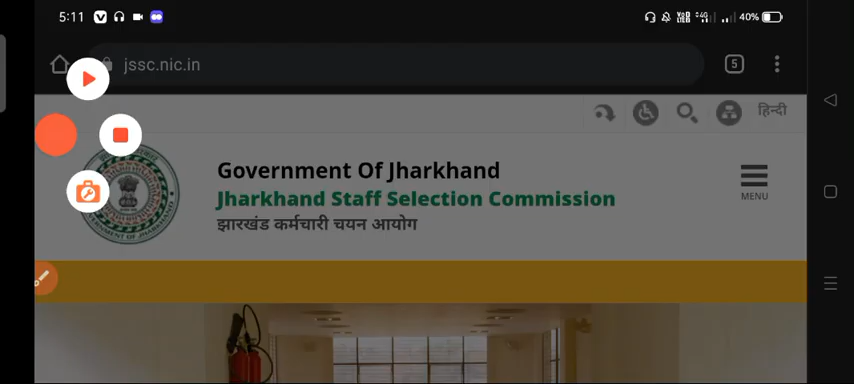 5:11
40%
jssc.nic.in
5
हिन्दी
Government Of Jharkhand
Jharkhand Staff Selection Commission
झारखंड कर्मचारी चयन आयोग
MENU